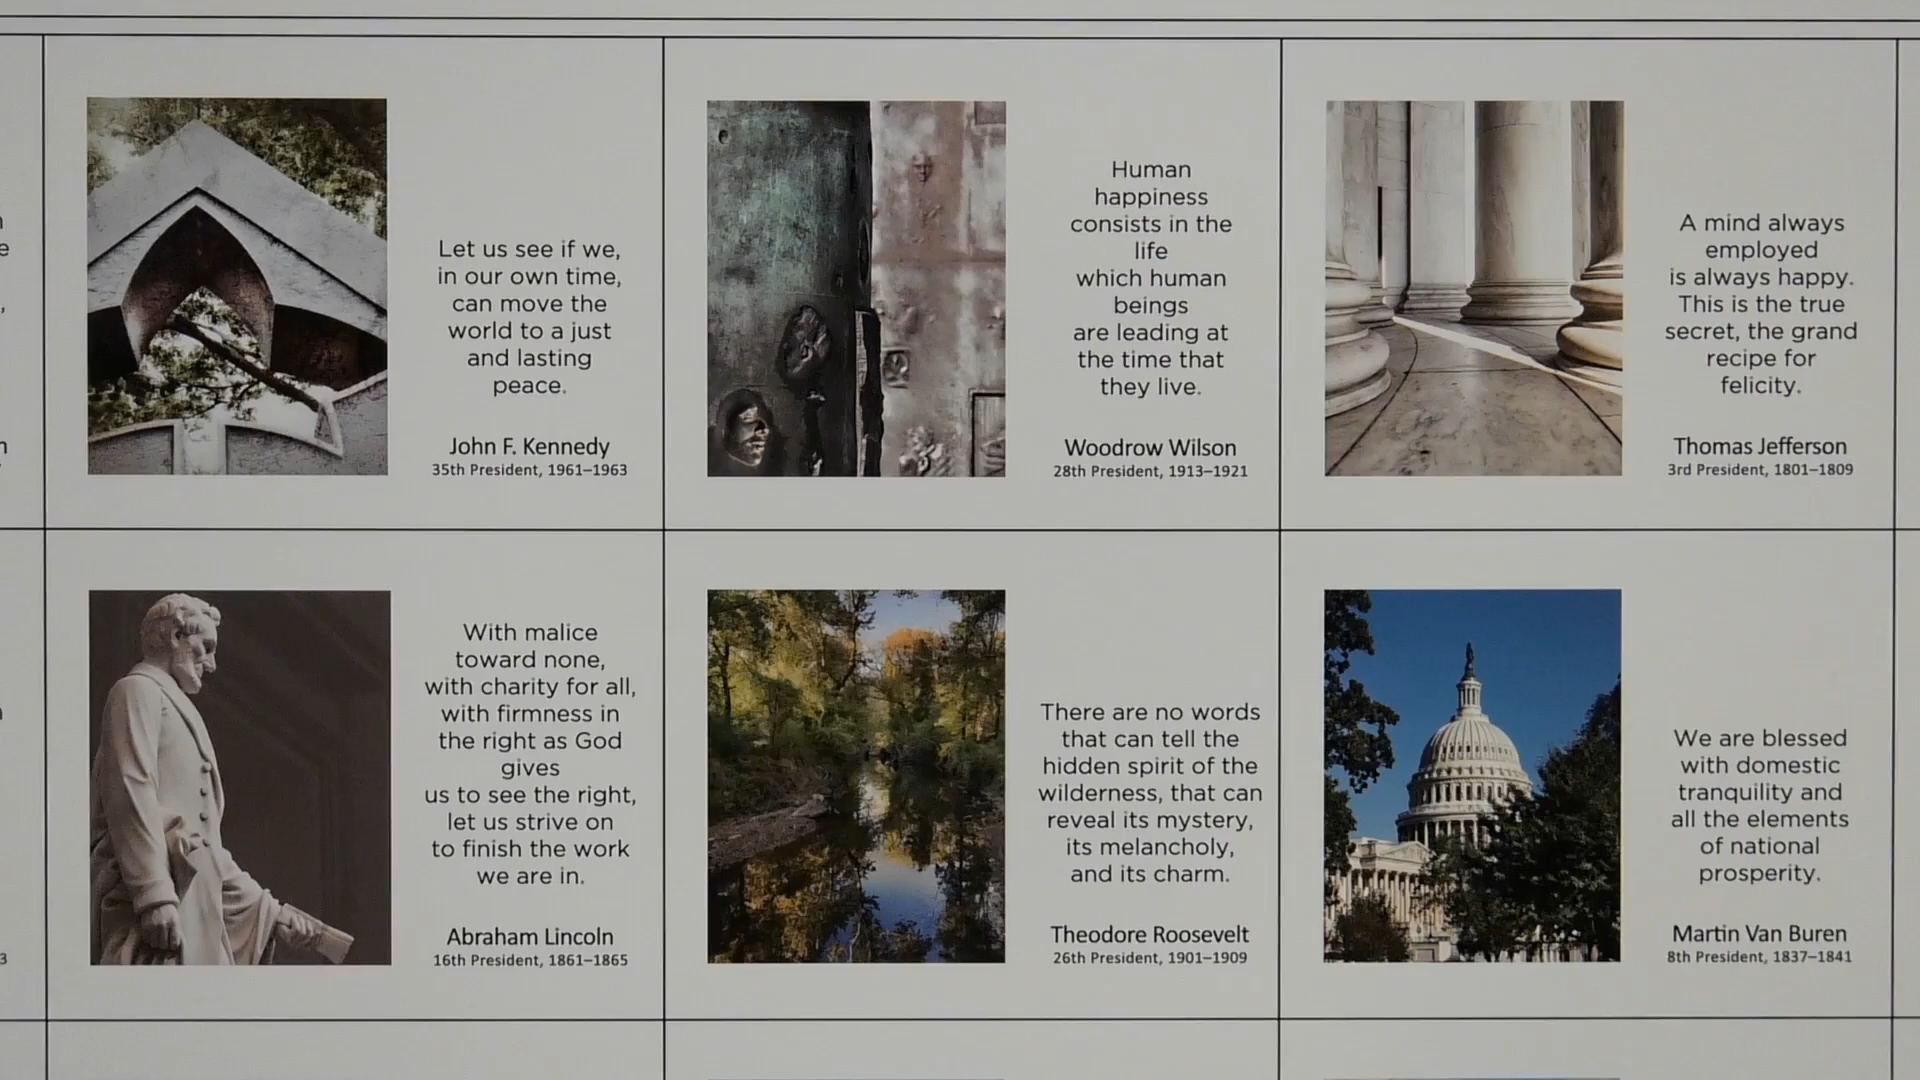 Let us see if we,
in our own time,
can move the
world to a just
and lasting
peace.
John F. Kennedy
35th President, 1961–1963
Human
happiness
consists in the
life
which human
beings
are leading at
the time that
they live.
Woodrow Wilson
28th President, 1913–1921
A mind always
employed
is always happy.
This is the true
secret, the grand
recipe for
felicity.
Thomas Jefferson
3rd President, 1801–1809
With malice
toward none,
with charity for all,
with firmness in
the right as God
gives
us to see the right,
let us strive on
to finish the work
we are in.
Abraham Lincoln
16th President, 1861–1865
There are no words
that can tell the
hidden spirit of the
wilderness, that can
reveal its mystery,
its melancholy,
and its charm.
Theodore Roosevelt
26th President, 1901–1909
We are blessed
with domestic
tranquility and
all the elements
of national
prosperity.
Martin Van Buren
8th President, 1837–1841